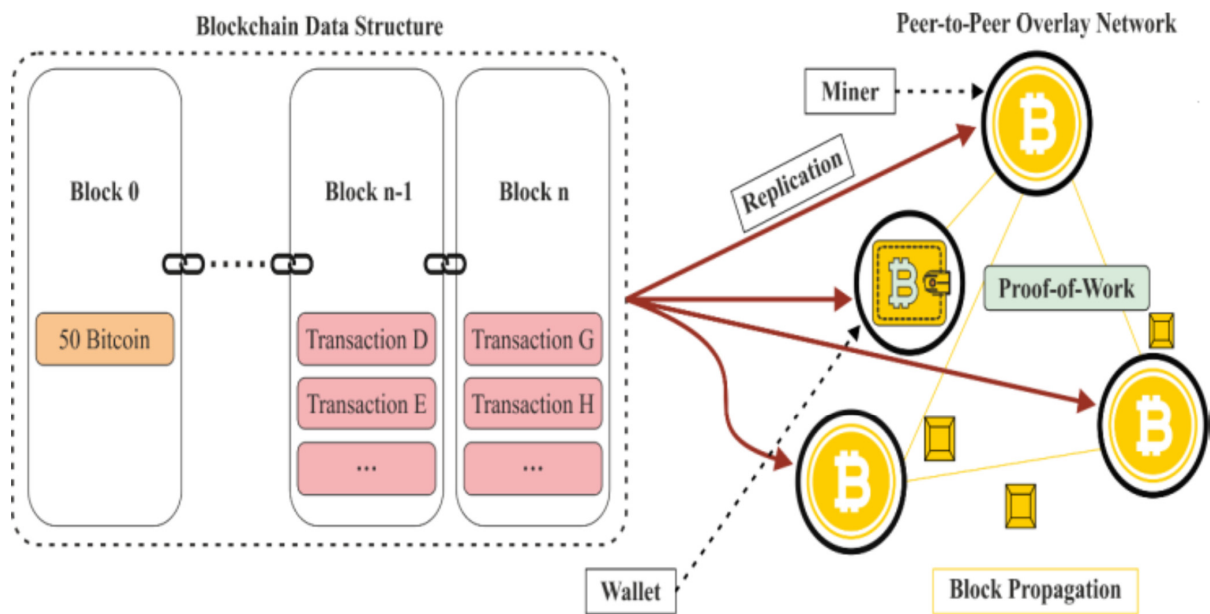 Blockchain Data Structure
Peer-to-Peer Overlay Network
Miner
Replication
Block 0
Block n-1
Block n
Proof-of-Work
50 Bitcoin
Transaction D
Transaction G
Transaction E
Transaction H
...
...
Wallet
Block Propagation